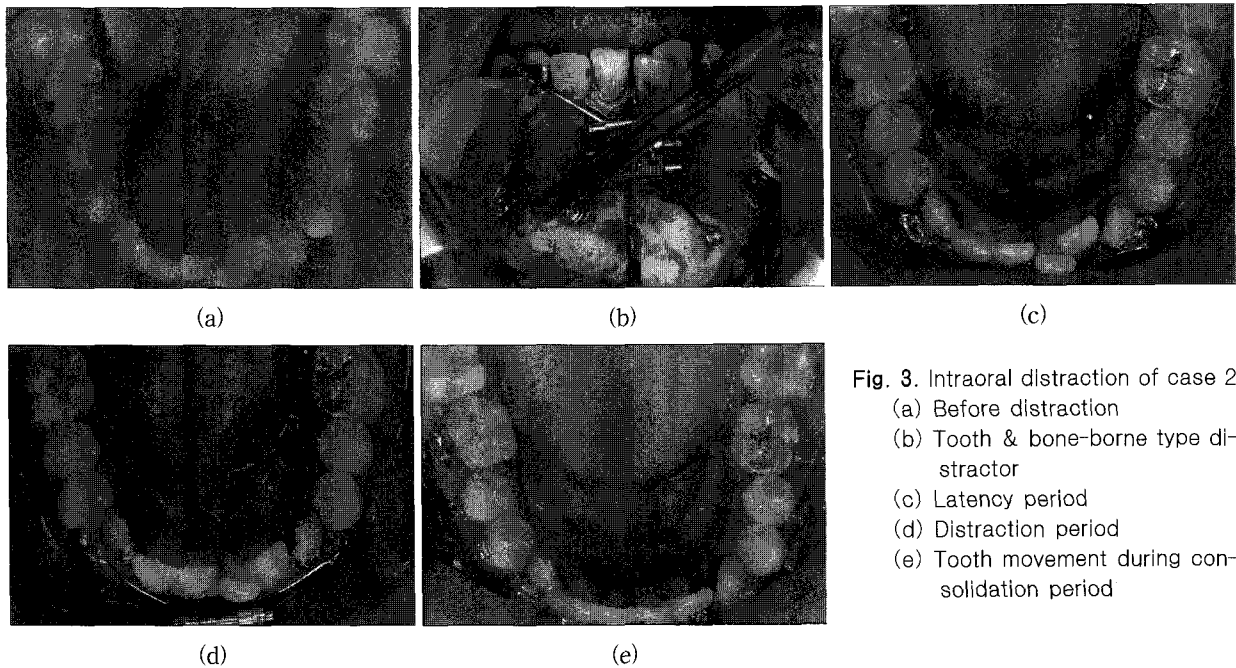 (a)
(b)
(c)
(d)
(e)
Fig. 3. Intraoral distraction of case 2
(a) Before distraction
(b) Tooth & bone-borne type di-
stractor
(c) Latency period
(d) Distraction period
(e) Tooth movement during con-
solidation period